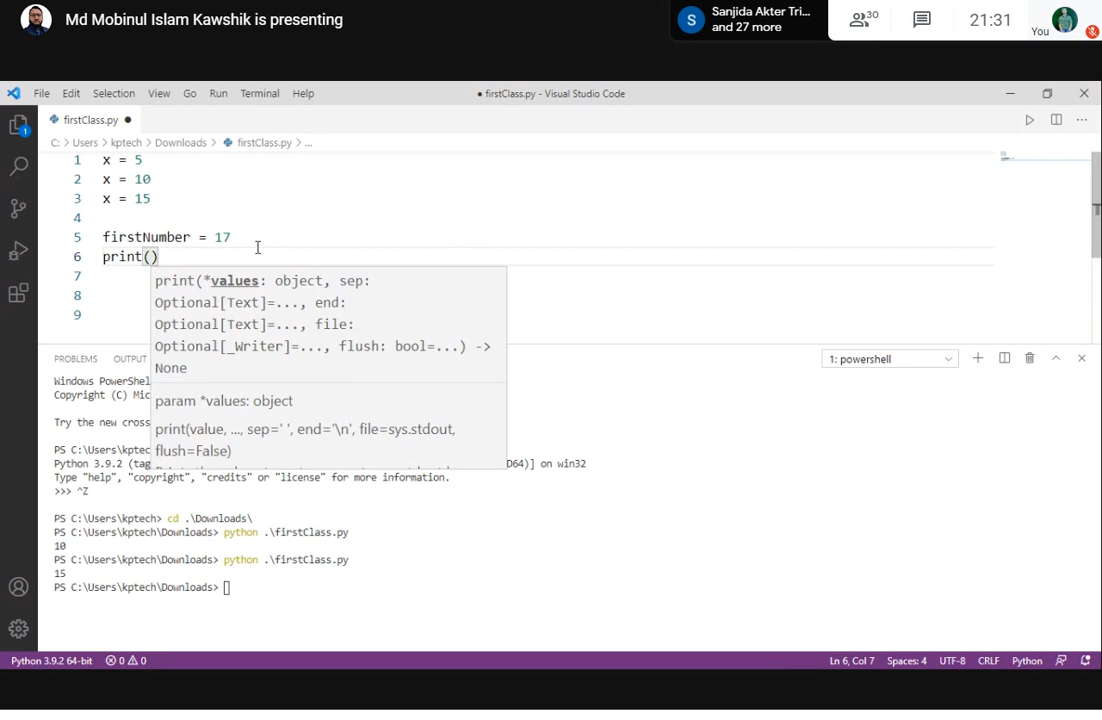 Md Mobinul Islam Kawshik is presenting
S
Sanjida Akter Tri...
and 27 more
30
21:31
You
File Edit Selection View Go Run Terminal Help
● firstClass.py - Visual Studio Code
1
firstClass.py ●
C: > Users > kptech > Downloads > firstClass.py > ...
1 x = 5
2 x = 10
3 x = 15
4
5 firstNumber = 17
6 print()
7
8
9
print(*values: object, sep:
Optional[Text]=..., end:
Optional[Text]=..., file:
Optional[_Writer]=..., flush: bool=...) ->
None
param *values: object
print(value, ..., sep=' ', end='\n', file=sys.stdout,
flush=False)
PROBLEMS OUTPUT
1: powershell
Windows PowerShel
Copyright (C) Mic
Try the new cross
PS C:\Users\kptec
Python 3.9.2 (tag D64)] on win32
Type "help", "copyright", "credits" or "license" for more information.
>>> ^Z
PS C:\Users\kptech> cd .\Downloads\
PS C:\Users\kptech\Downloads> python .\firstClass.py
10
PS C:\Users\kptech\Downloads> python .\firstClass.py
15
PS C:\Users\kptech\Downloads>
Python 3.9.2 64-bit 0 0 Ln 6, Col 7 Spaces: 4 UTF-8 CRLF Python